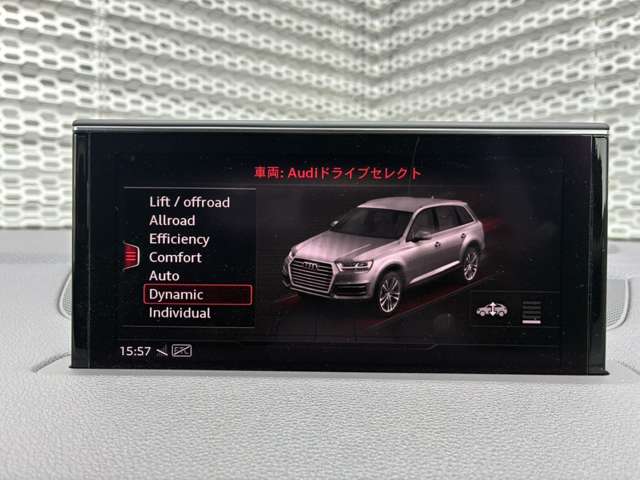 車両: Audiドライブセレクト
Lift / offroad
Allroad
Efficiency
Comfort
Auto
Dynamic
Individual
15:57 ETC